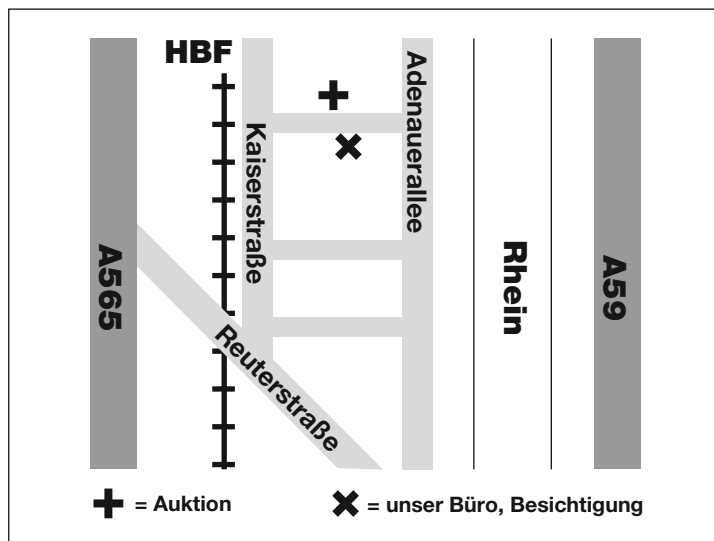 HBF
Kaiserstraße
Adenauerallee
A565
Reuterstraße
Rhein
A59
= Auktion
= unser Büro, Besichtigung